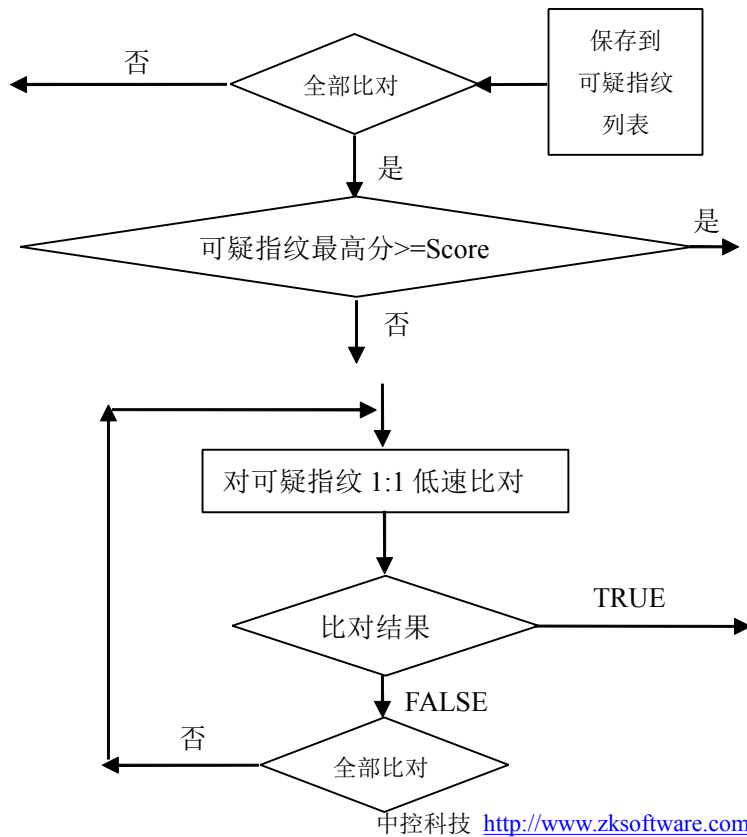 保存到
可疑指纹
列表
否
全部比对
是
可疑指纹最高分>=Score
是
否
对可疑指纹 1:1 低速比对
比对结果
TRUE
FALSE
否
全部比对
中控科技 http://www.zksoftware.com